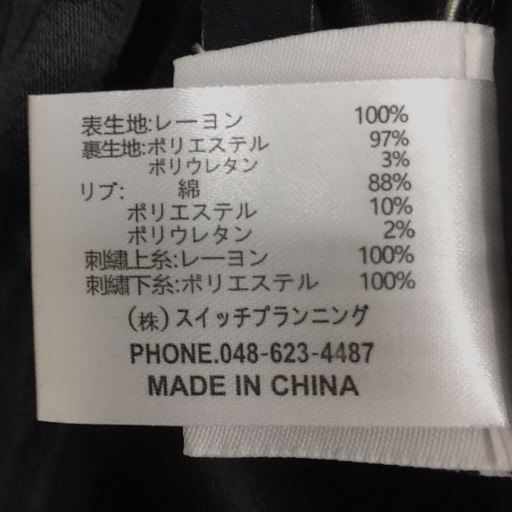 表生地:レーヨン 100%
裏生地:ポリエステル 97%
ポリウレタン 3%
リブ: 綿 88%
ポリエステル 10%
ポリウレタン 2%
刺繍上糸:レーヨン 100%
刺繍下糸:ポリエステル 100%
(株)スイッチプランニング
PHONE.048-623-4487
MADE IN CHINA